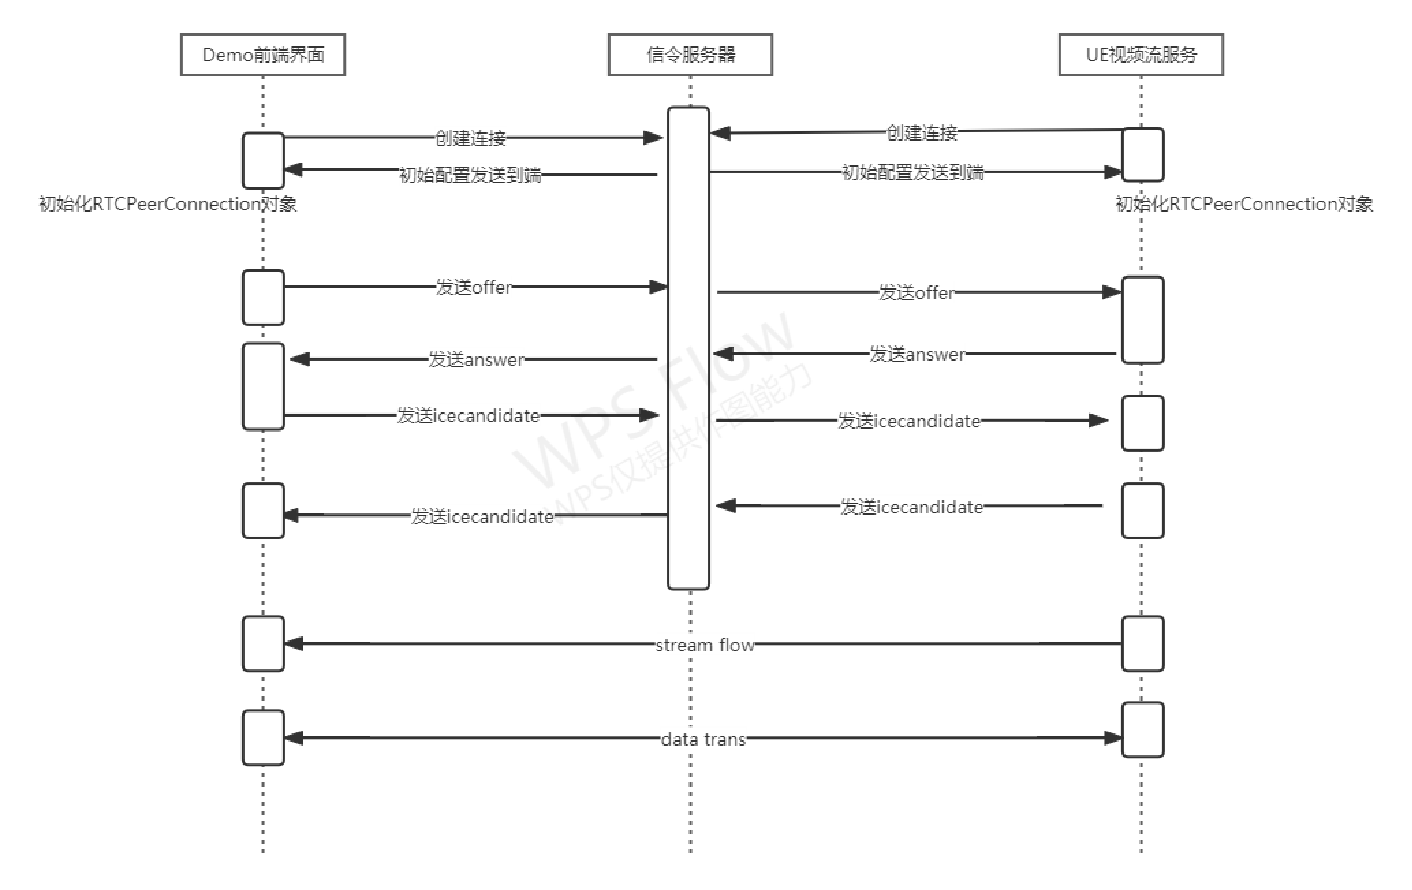 Demo前端界面
信令服务器
UE视频流服务
创建连接
创建连接
初始配置发送到端
初始配置发送到端
初始化RTCPeerConnection对象
初始化RTCPeerConnection对象
发送offer
发送offer
发送answer
发送answer
发送icecandidate
发送icecandidate
发送icecandidate
发送icecandidate
stream flow
data trans
WPS Flow
WPS仅提供作图能力